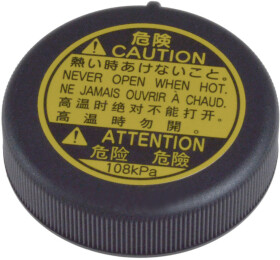 危険
CAUTION
熱い時あけないこと。
NEVER OPEN WHEN HOT.
NE JAMAIS OUVRIR À CHAUD.
高温时绝对不能打开。
高温時勿開。
ATTENTION
危险 危險
108kPa